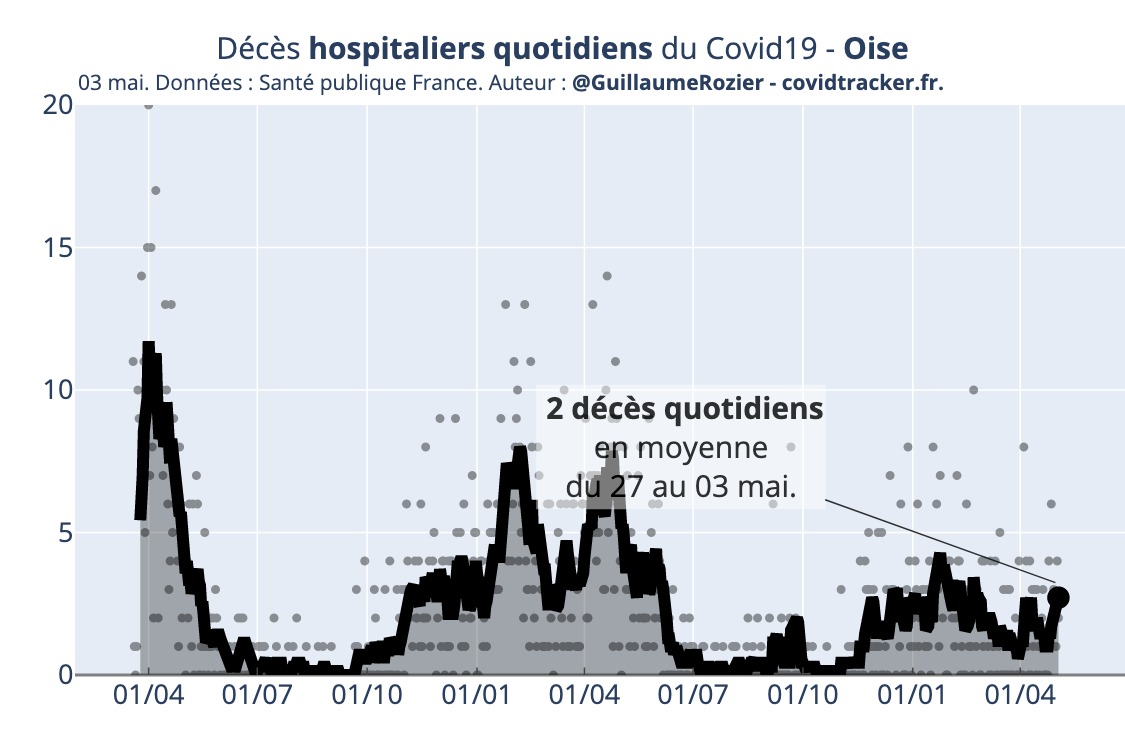 Décès hospitaliers quotidiens du Covid19 - Oise
03 mai. Données : Santé publique France. Auteur : @GuillaumeRozier - covidtracker.fr.
20
15
10
2 décès quotidiens
en moyenne
du 27 au 03 mai.
5
0
01/04 01/07 01/10 01/01 01/04 01/07 01/10 01/01 01/04